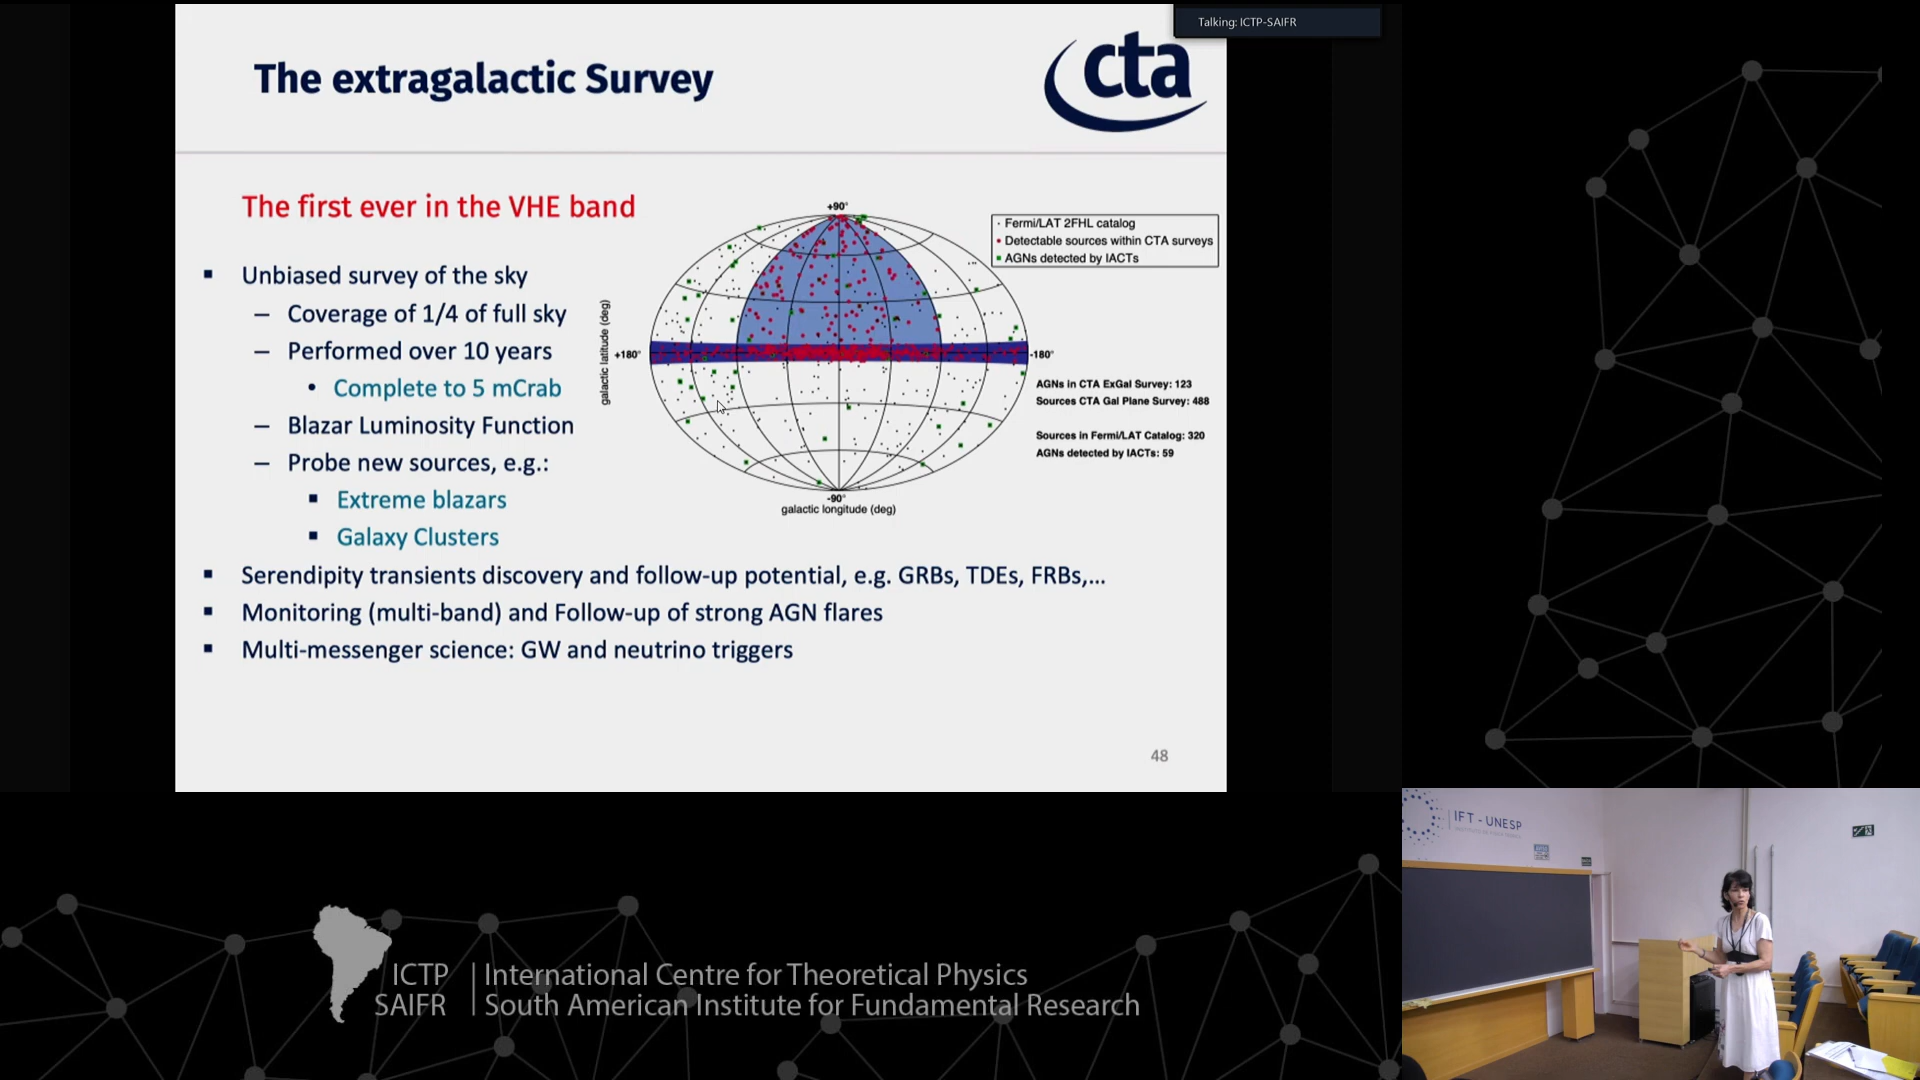 Talking: ICTP-SAIFR
The extragalactic Survey
cta
The first ever in the VHE band
▪ Unbiased survey of the sky
– Coverage of 1/4 of full sky
– Performed over 10 years
• Complete to 5 mCrab
– Blazar Luminosity Function
– Probe new sources, e.g.:
▪ Extreme blazars
▪ Galaxy Clusters
▪ Serendipity transients discovery and follow-up potential, e.g. GRBs, TDEs, FRBs,...
▪ Monitoring (multi-band) and Follow-up of strong AGN flares
▪ Multi-messenger science: GW and neutrino triggers
+90°
Fermi/LAT 2FHL catalog
Detectable sources within CTA surveys
AGNs detected by IACTs
galactic latitude (deg)
+180°
-180°
AGNs in CTA ExGal Survey: 123
Sources CTA Gal Plane Survey: 488
Sources in Fermi/LAT Catalog: 320
AGNs detected by IACTs: 59
-90°
galactic longitude (deg)
48
IFT - UNESP
ICTP | International Centre for Theoretical Physics
SAIFR | South American Institute for Fundamental Research